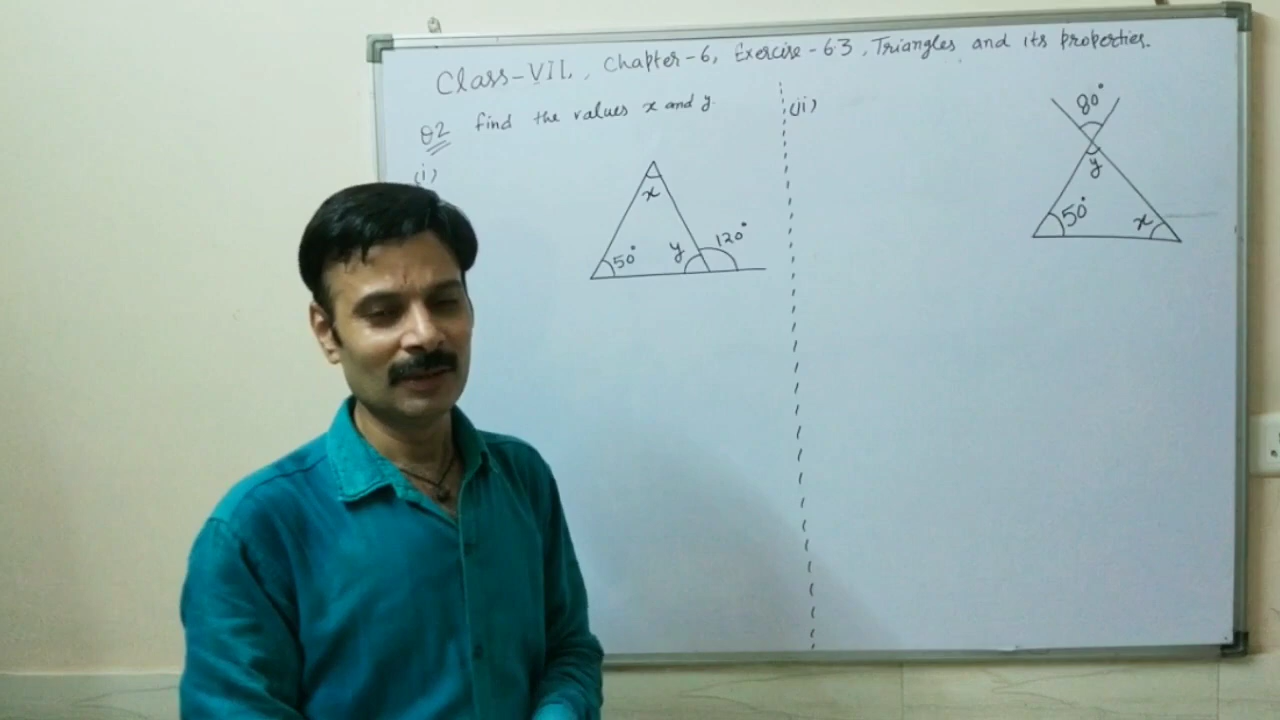 Class-VII, Chapter-6, Exercise-6.3, Triangles and its properties.
Q2 find the values x and y.
(i)
x
50° y 120°
(ii)
80°
y
50° x